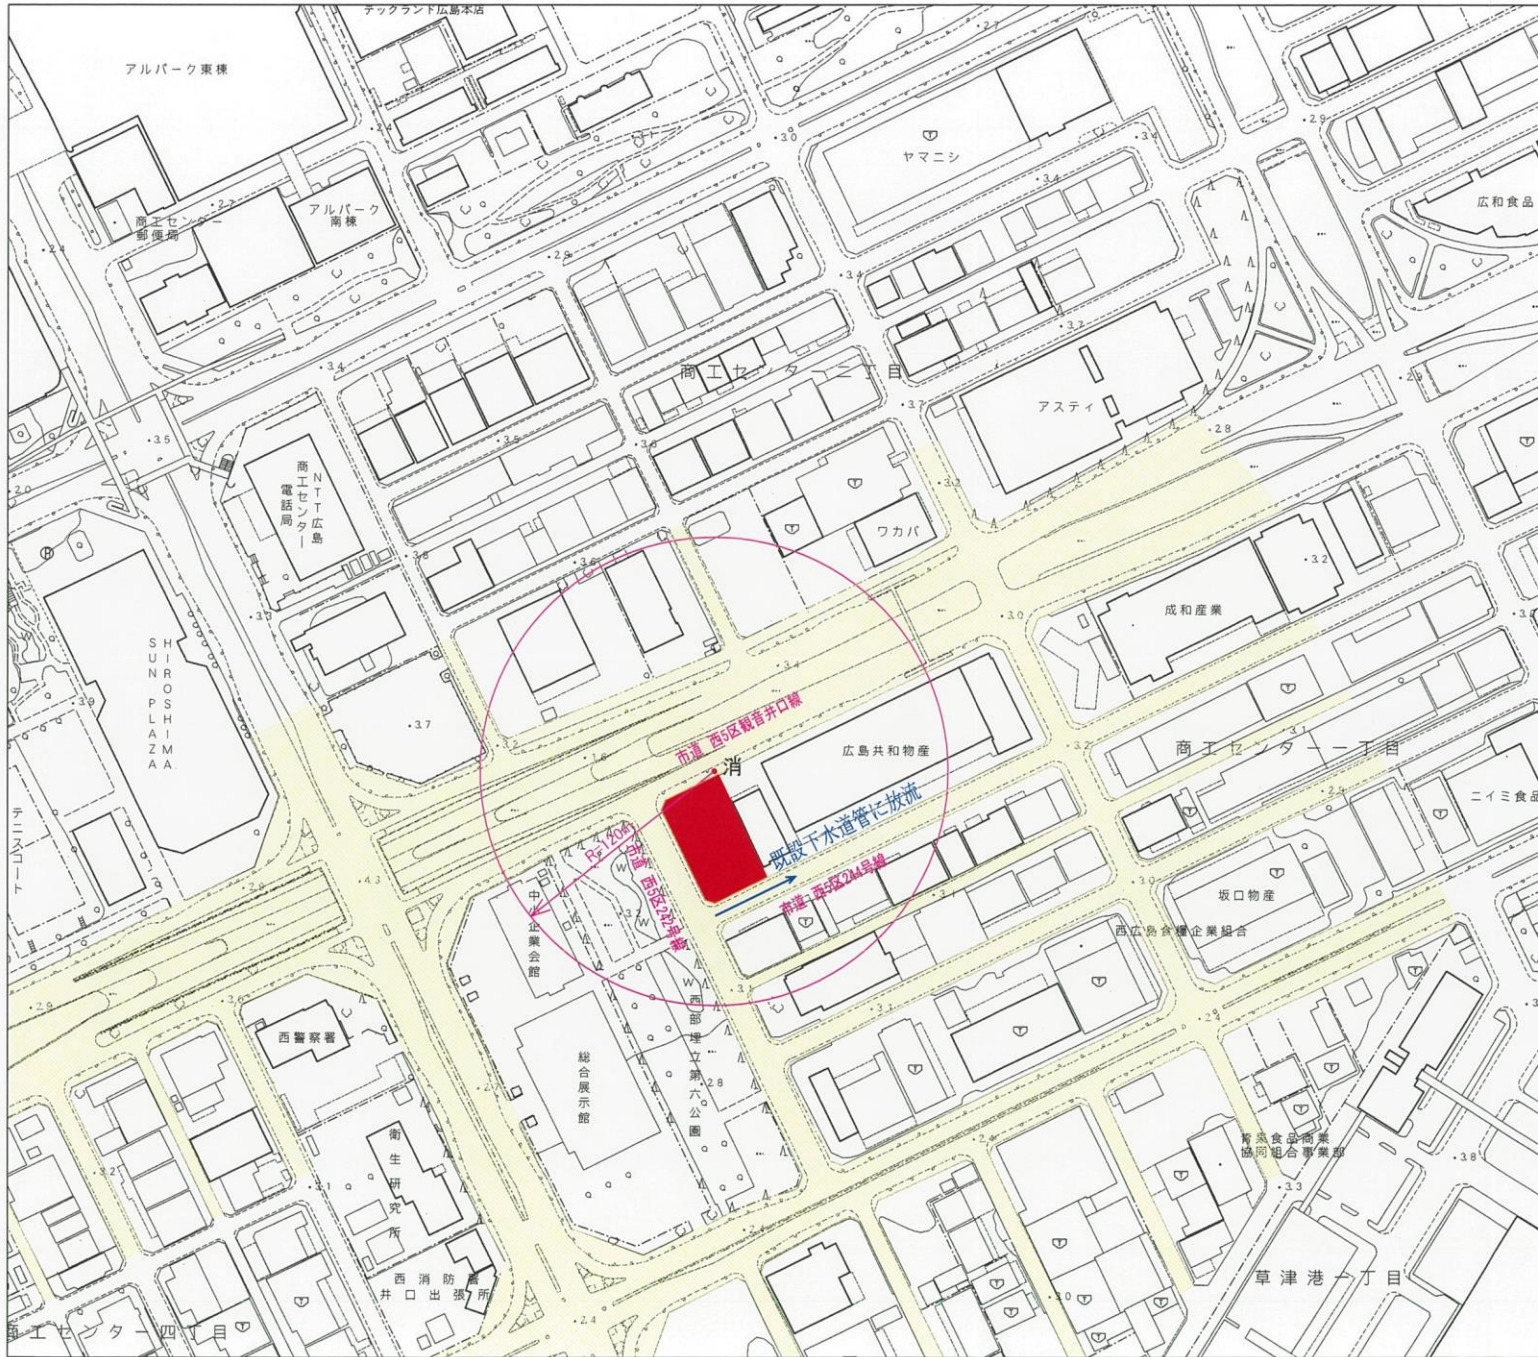 テックランド広島本店
アルパーク東棟
ヤマニシ
広和食品
商工センター
郵便局
アルパーク
南棟
商工センター二丁目
アスティ
NTT広島
商工センター
電話局
ワカバ
成和産業
HIROSHIMA
SUN PLAZA
市道 西5区観音井口線
消
広島共和物産
商工センター一丁目
ニイミ食品
テニスコート
既設下水道管に放流
R=120m
市道 西5区242号線
市道 西5区244号線
中小企業会館
坂口物産
西広島食糧企業組合
西部埋立第六公園
西警察署
総合展示館
衛生研究所
協同組合事業部
西消防署
井口出張所
草津港一丁目
商工センター四丁目